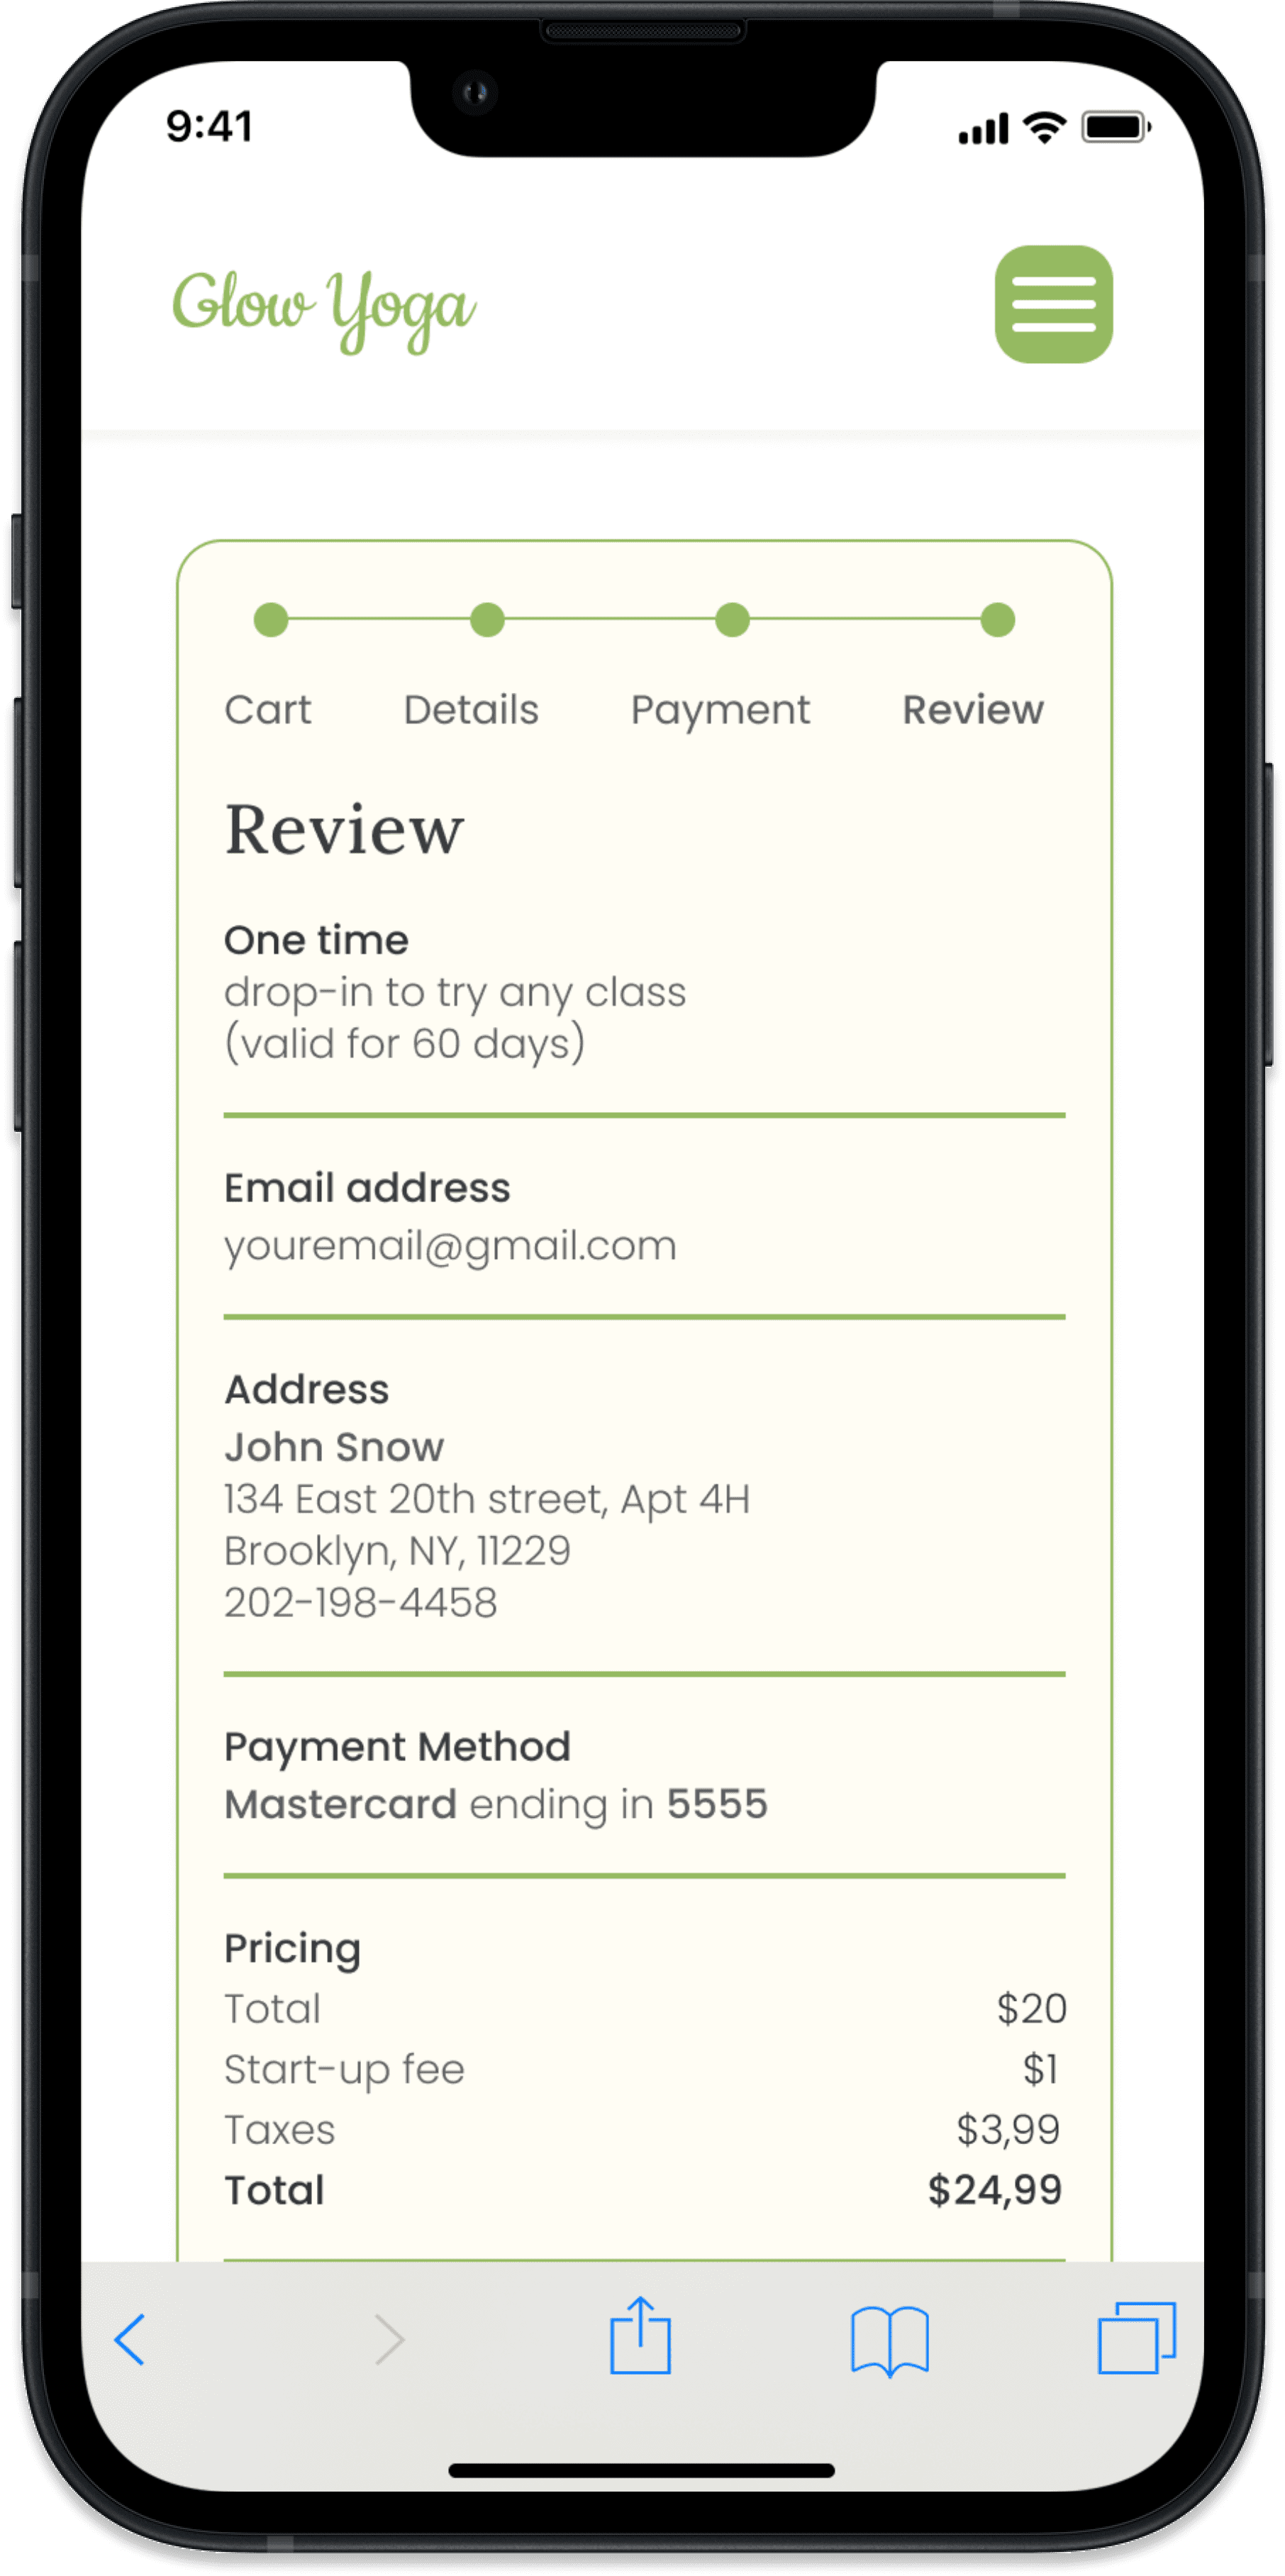 9:41
Glow Yoga
Cart Details Payment Review
Review
One time
drop-in to try any class
(valid for 60 days)
Email address
youremail@gmail.com
Address
John Snow
134 East 20th street, Apt 4H
Brooklyn, NY, 11229
202-198-4458
Payment Method
Mastercard ending in 5555
Pricing
Total $20
Start-up fee $1
Taxes $3,99
Total $24,99